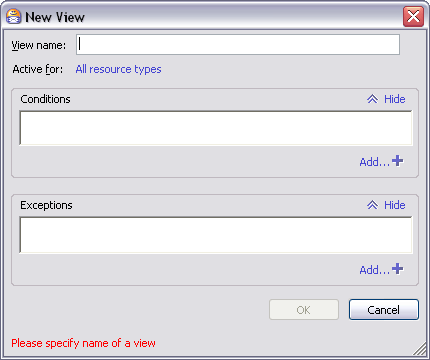 New View
View name:
Active for: All resource types
Conditions Hide
Add...
Exceptions Hide
Add...
OK Cancel
Please specify name of a view